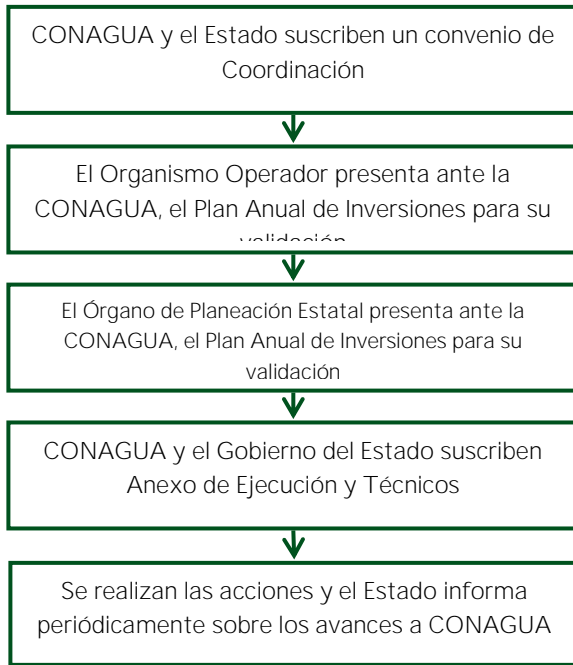 CONAGUA y el Estado suscriben un convenio de
Coordinación
El Organismo Operador presenta ante la
CONAGUA, el Plan Anual de Inversiones para su
validación
El Órgano de Planeación Estatal presenta ante la
CONAGUA, el Plan Anual de Inversiones para su
validación
CONAGUA y el Gobierno del Estado suscriben
Anexo de Ejecución y Técnicos
Se realizan las acciones y el Estado informa
periódicamente sobre los avances a CONAGUA